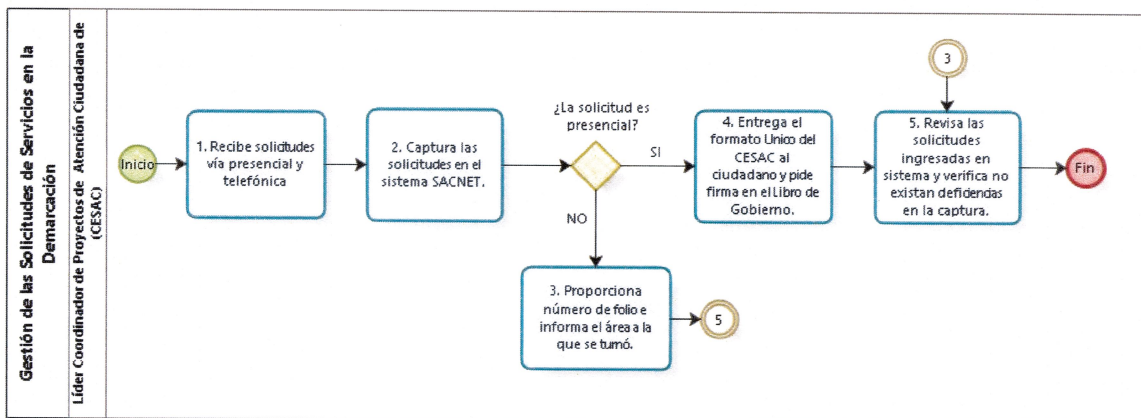 Gestión de las Solicitudes de Servicios en la
Demarcación
Líder Coordinador de Proyectos de Atención Ciudadana de
(CESAC)
Inicio
1. Recibe solicitudes
vía presencial y
telefónica
2. Captura las
solicitudes en el
sistema SACNET.
¿La solicitud es
presencial?
SI
NO
3. Proporciona
número de folio e
informa el área a la
que se turnó.
5
4. Entrega el
formato Unico del
CESAC al
ciudadano y pide
firma en el Libro de
Gobierno.
3
5. Revisa las
solicitudes
ingresadas en
sistema y verifica no
existan deficiencias
en la captura.
Fin